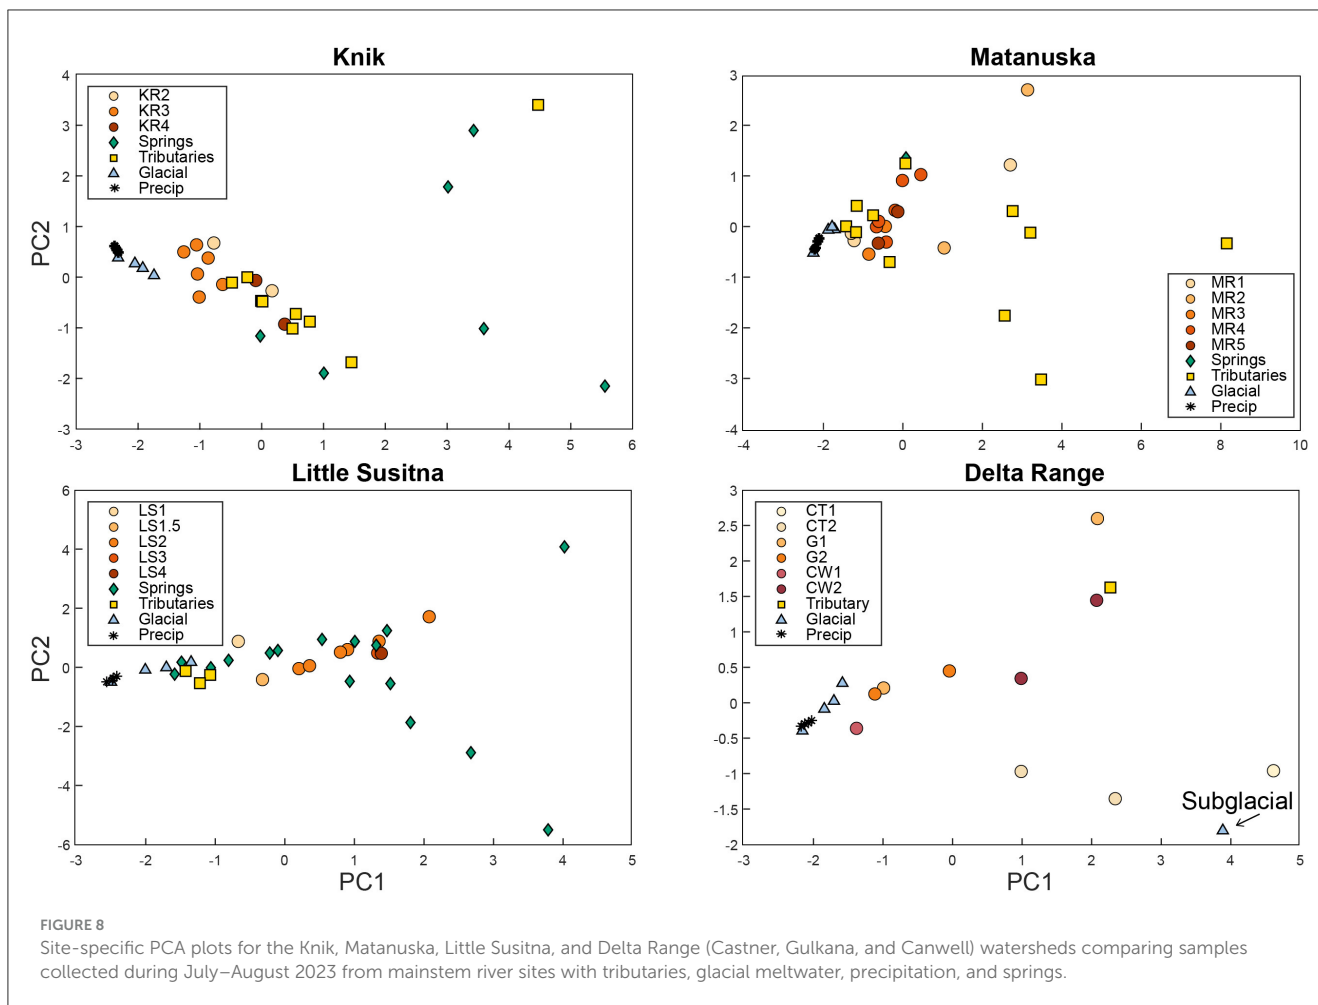 Knik
4
3
2
1
0
-1
-2
-3
-3
-2
-1
0
1
2
3
4
5
6
PC2
KR2
KR3
KR4
Springs
Tributaries
Glacial
Precip
Matanuska
3
2
1
0
-1
-2
-3
-4
-4
-2
0
2
4
6
8
10
MR1
MR2
MR3
MR4
MR5
Springs
Tributaries
Glacial
Precip
Little Susitna
6
4
2
0
-2
-4
-6
-3
-2
-1
0
1
2
3
4
5
PC2
PC1
LS1
LS1.5
LS2
LS3
LS4
Springs
Tributaries
Glacial
Precip
Delta Range
3
2.5
2
1.5
1
0.5
0
-0.5
-1
-1.5
-2
-3
-2
-1
0
1
2
3
4
5
PC1
CT1
CT2
G1
G2
CW1
CW2
Tributary
Glacial
Precip
Subglacial
FIGURE 8
Site-specific PCA plots for the Knik, Matanuska, Little Susitna, and Delta Range (Castner, Gulkana, and Canwell) watersheds comparing samples
collected during July–August 2023 from mainstem river sites with tributaries, glacial meltwater, precipitation, and springs.